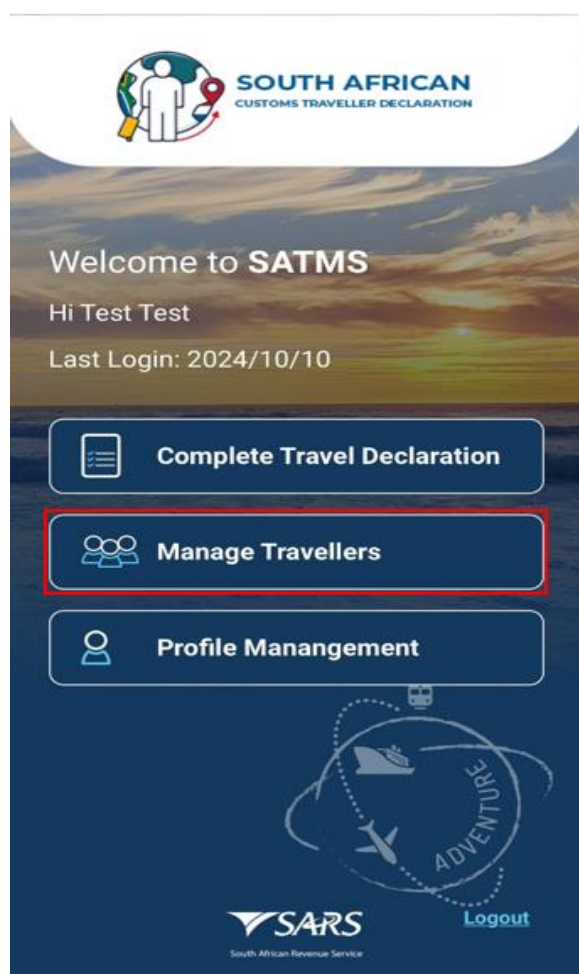 SOUTH AFRICAN
CUSTOMS TRAVELLER DECLARATION
Welcome to SATMS
Hi Test Test
Last Login: 2024/10/10
Complete Travel Declaration
Manage Travellers
Profile Manangement
ADVENTURE
Logout
SARS
South African Revenue Service